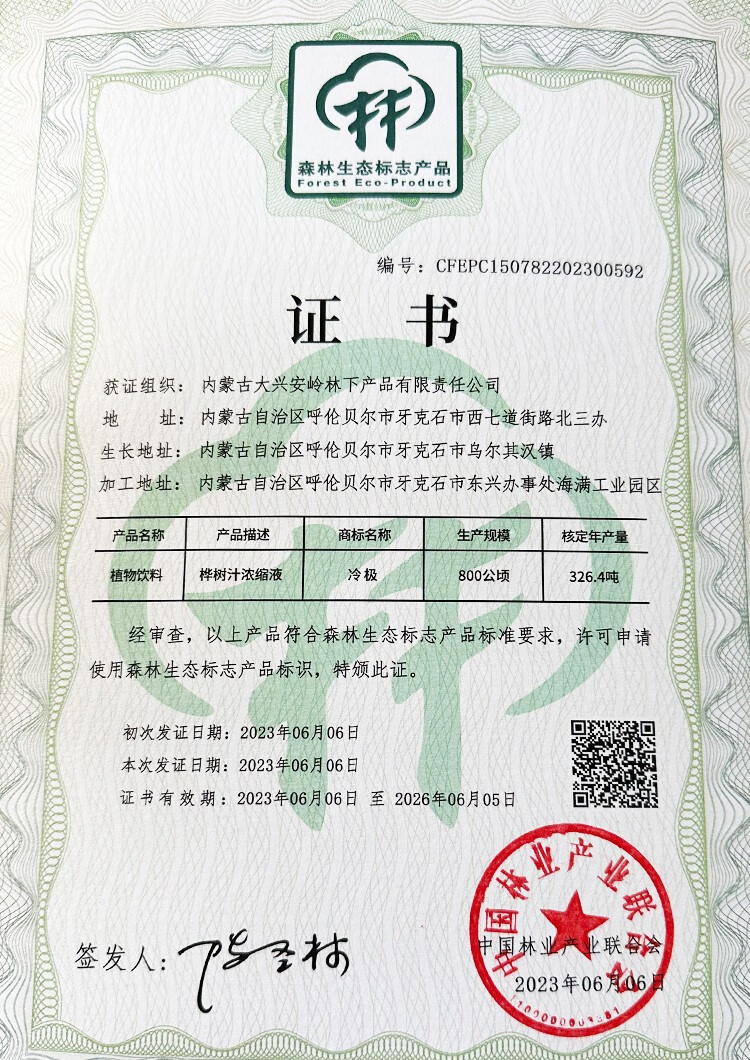 森林生态标志产品
Forest Eco-Product
编号：CFEPC150782202300592
证 书
获证组织：内蒙古大兴安岭林下产品有限责任公司
地 址：内蒙古自治区呼伦贝尔市牙克石市西七道街路北三办
生长地址：内蒙古自治区呼伦贝尔市牙克石市乌尔其汉镇
加工地址：内蒙古自治区呼伦贝尔市牙克石市东兴办事处海满工业园区
产品名称 产品描述 商标名称 生产规模 核定年产量
植物饮料 桦树汁浓缩液 冷极 800公顷 326.4吨
经审查，以上产品符合森林生态标志产品标准要求，许可申请
使用森林生态标志产品标识，特颁此证。
初次发证日期：2023年06月06日
本次发证日期：2023年06月06日
证书有效期：2023年06月06日 至 2026年06月05日
中国林业产业联合会
签发人：
中国林业产业联合会
2023年06月06日